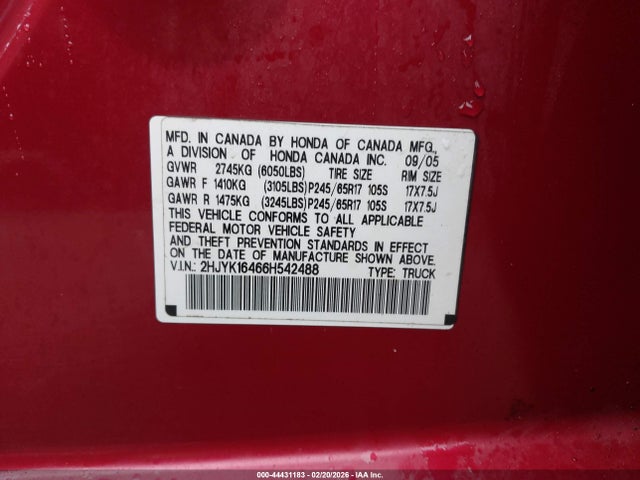 MFD. IN CANADA BY HONDA OF CANADA MFG.,
A DIVISION OF HONDA CANADA INC. 09/05
GVWR 2745KG (6050LBS) TIRE SIZE RIM SIZE
GAWR F 1410KG (3105LBS) P245/65R17 105S 17X7.5J
GAWR R 1475KG (3245LBS) P245/65R17 105S 17X7.5J
THIS VEHICLE CONFORMS TO ALL APPLICABLE
FEDERAL MOTOR VEHICLE SAFETY
AND THEFT PREVENTION STANDARDS IN EFFECT
ON THE DATE OF MANUFACTURE SHOWN ABOVE.
V.I.N.: 2HJYK16466H542488 TYPE: TRUCK
000-44431183 - 02/20/2026 - IAA Inc.